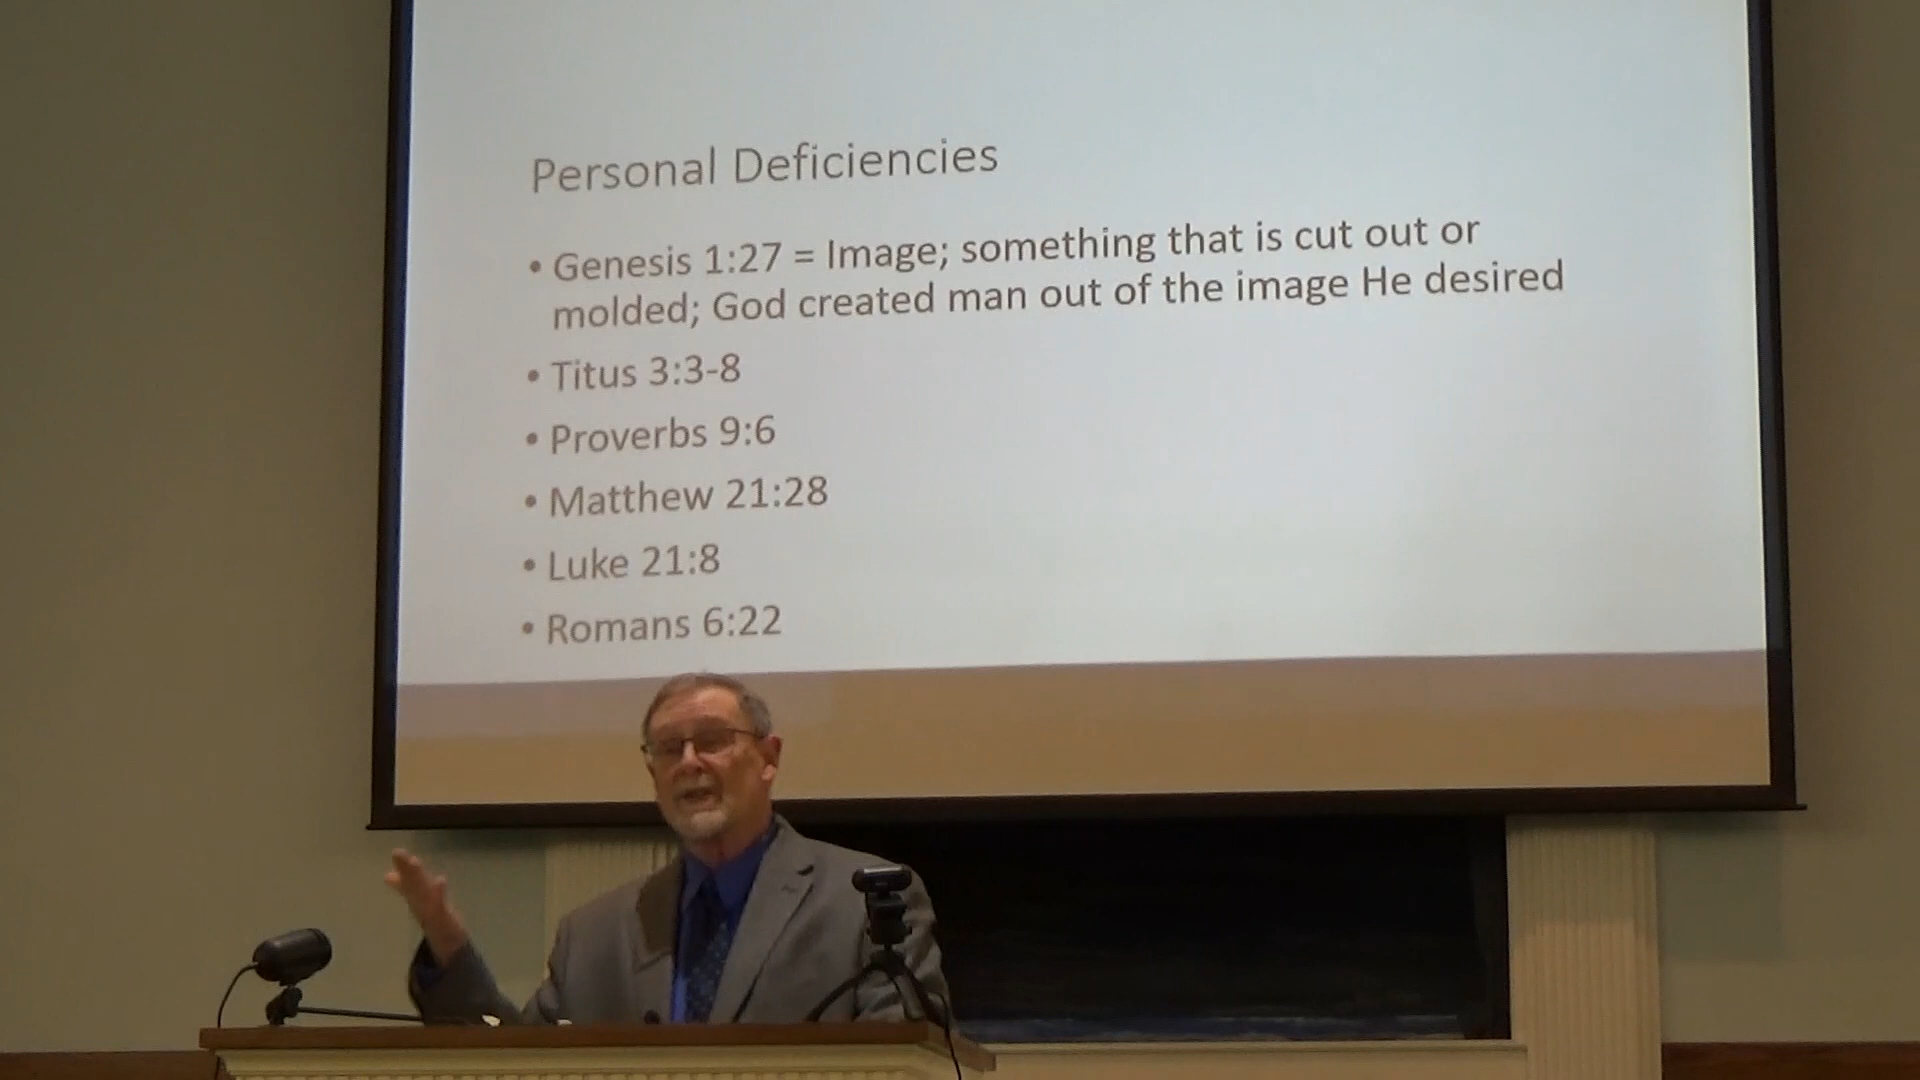 Personal Deficiencies
• Genesis 1:27 = Image; something that is cut out or
molded; God created man out of the image He desired
• Titus 3:3-8
• Proverbs 9:6
• Matthew 21:28
• Luke 21:8
• Romans 6:22